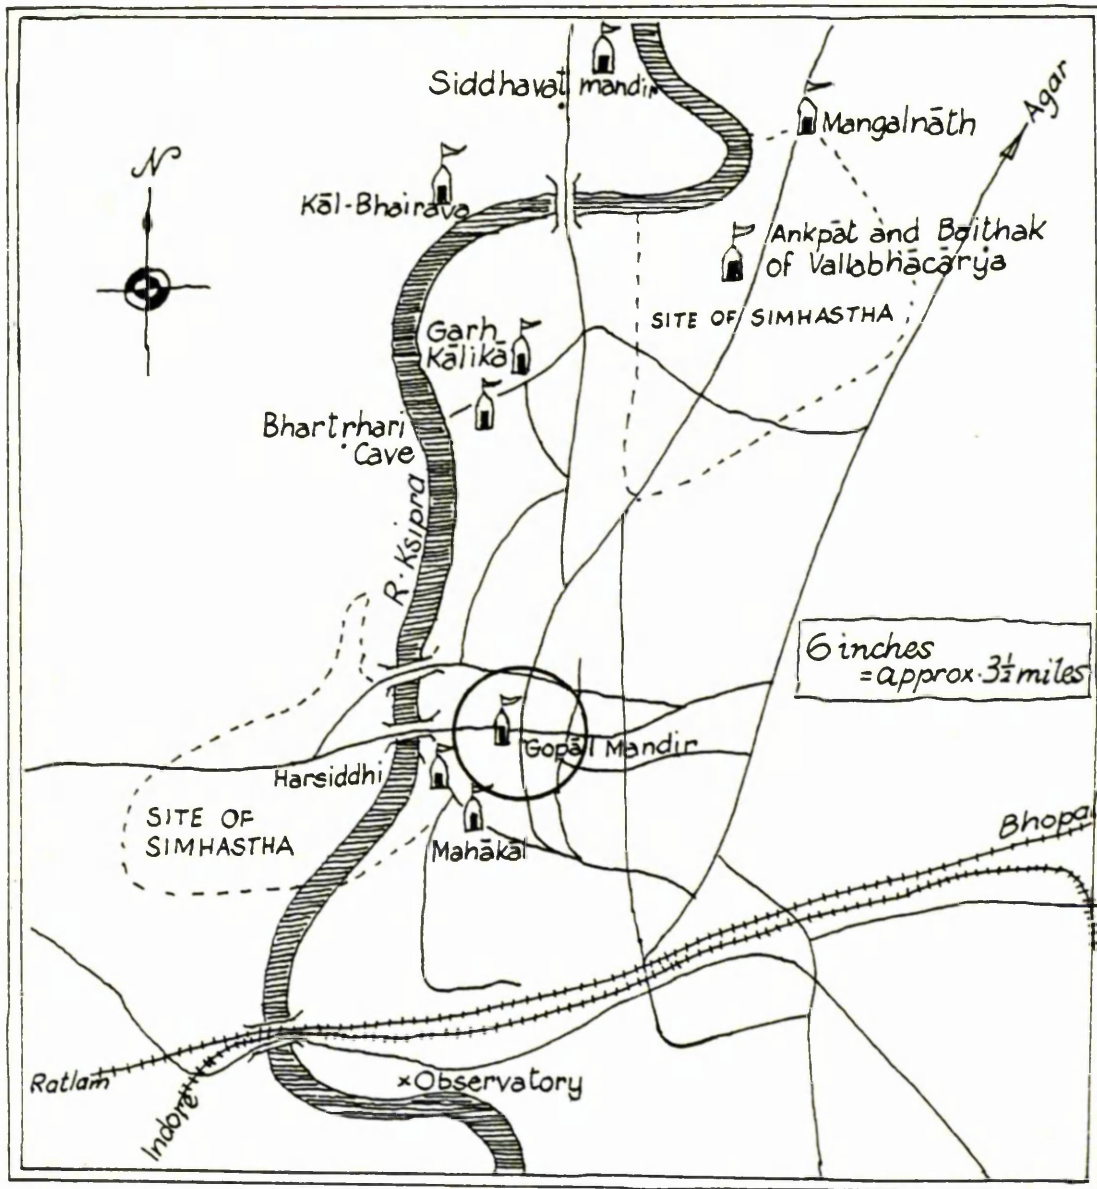 Siddhavat mandir
Mangalnāth
Agar
N
Kāl-Bhairava
Ankpāt and Baithak
of Vallabhācārya
SITE OF SIMHASTHA
Garh
Kālikā
Bhartrhari
Cave
R. Ksipra
6 inches
=approx. 3½ miles
Gopāl Mandir
Harsiddhi
SITE OF
SIMHASTHA
Mahākāl
Bhopal
Ratlam
Indore
×Observatory